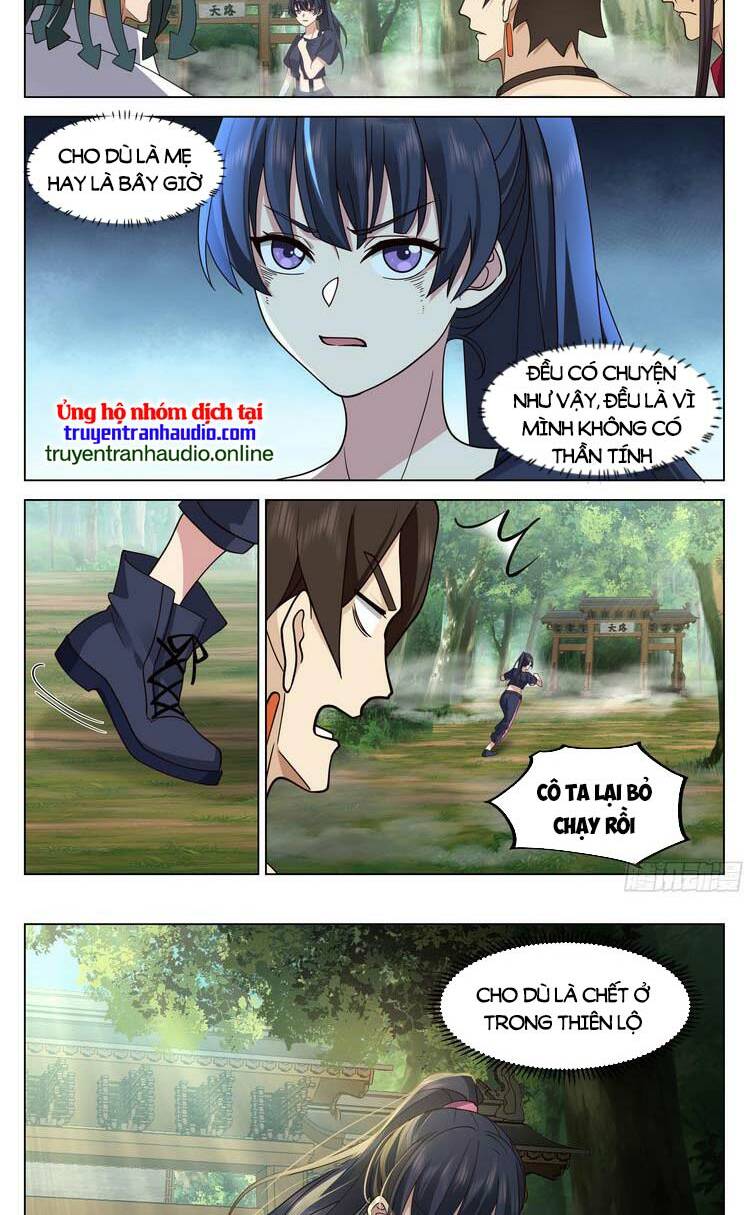 天路
CHO DÙ LÀ MẸ
HAY LÀ BÂY GIỜ
ĐỀU CÓ CHUYỆN
NHƯ VẬY, ĐỀU LÀ VÌ
MÌNH KHÔNG CÓ
THẦN TÍNH
Ủng hộ nhóm dịch tại
truyentranhaudio.com
truyentranhaudio.online
天路
CÔ TA LẠI BỎ
CHẠY RỒI
CHO DÙ LÀ CHẾT Ở
TRONG THIÊN LỘ